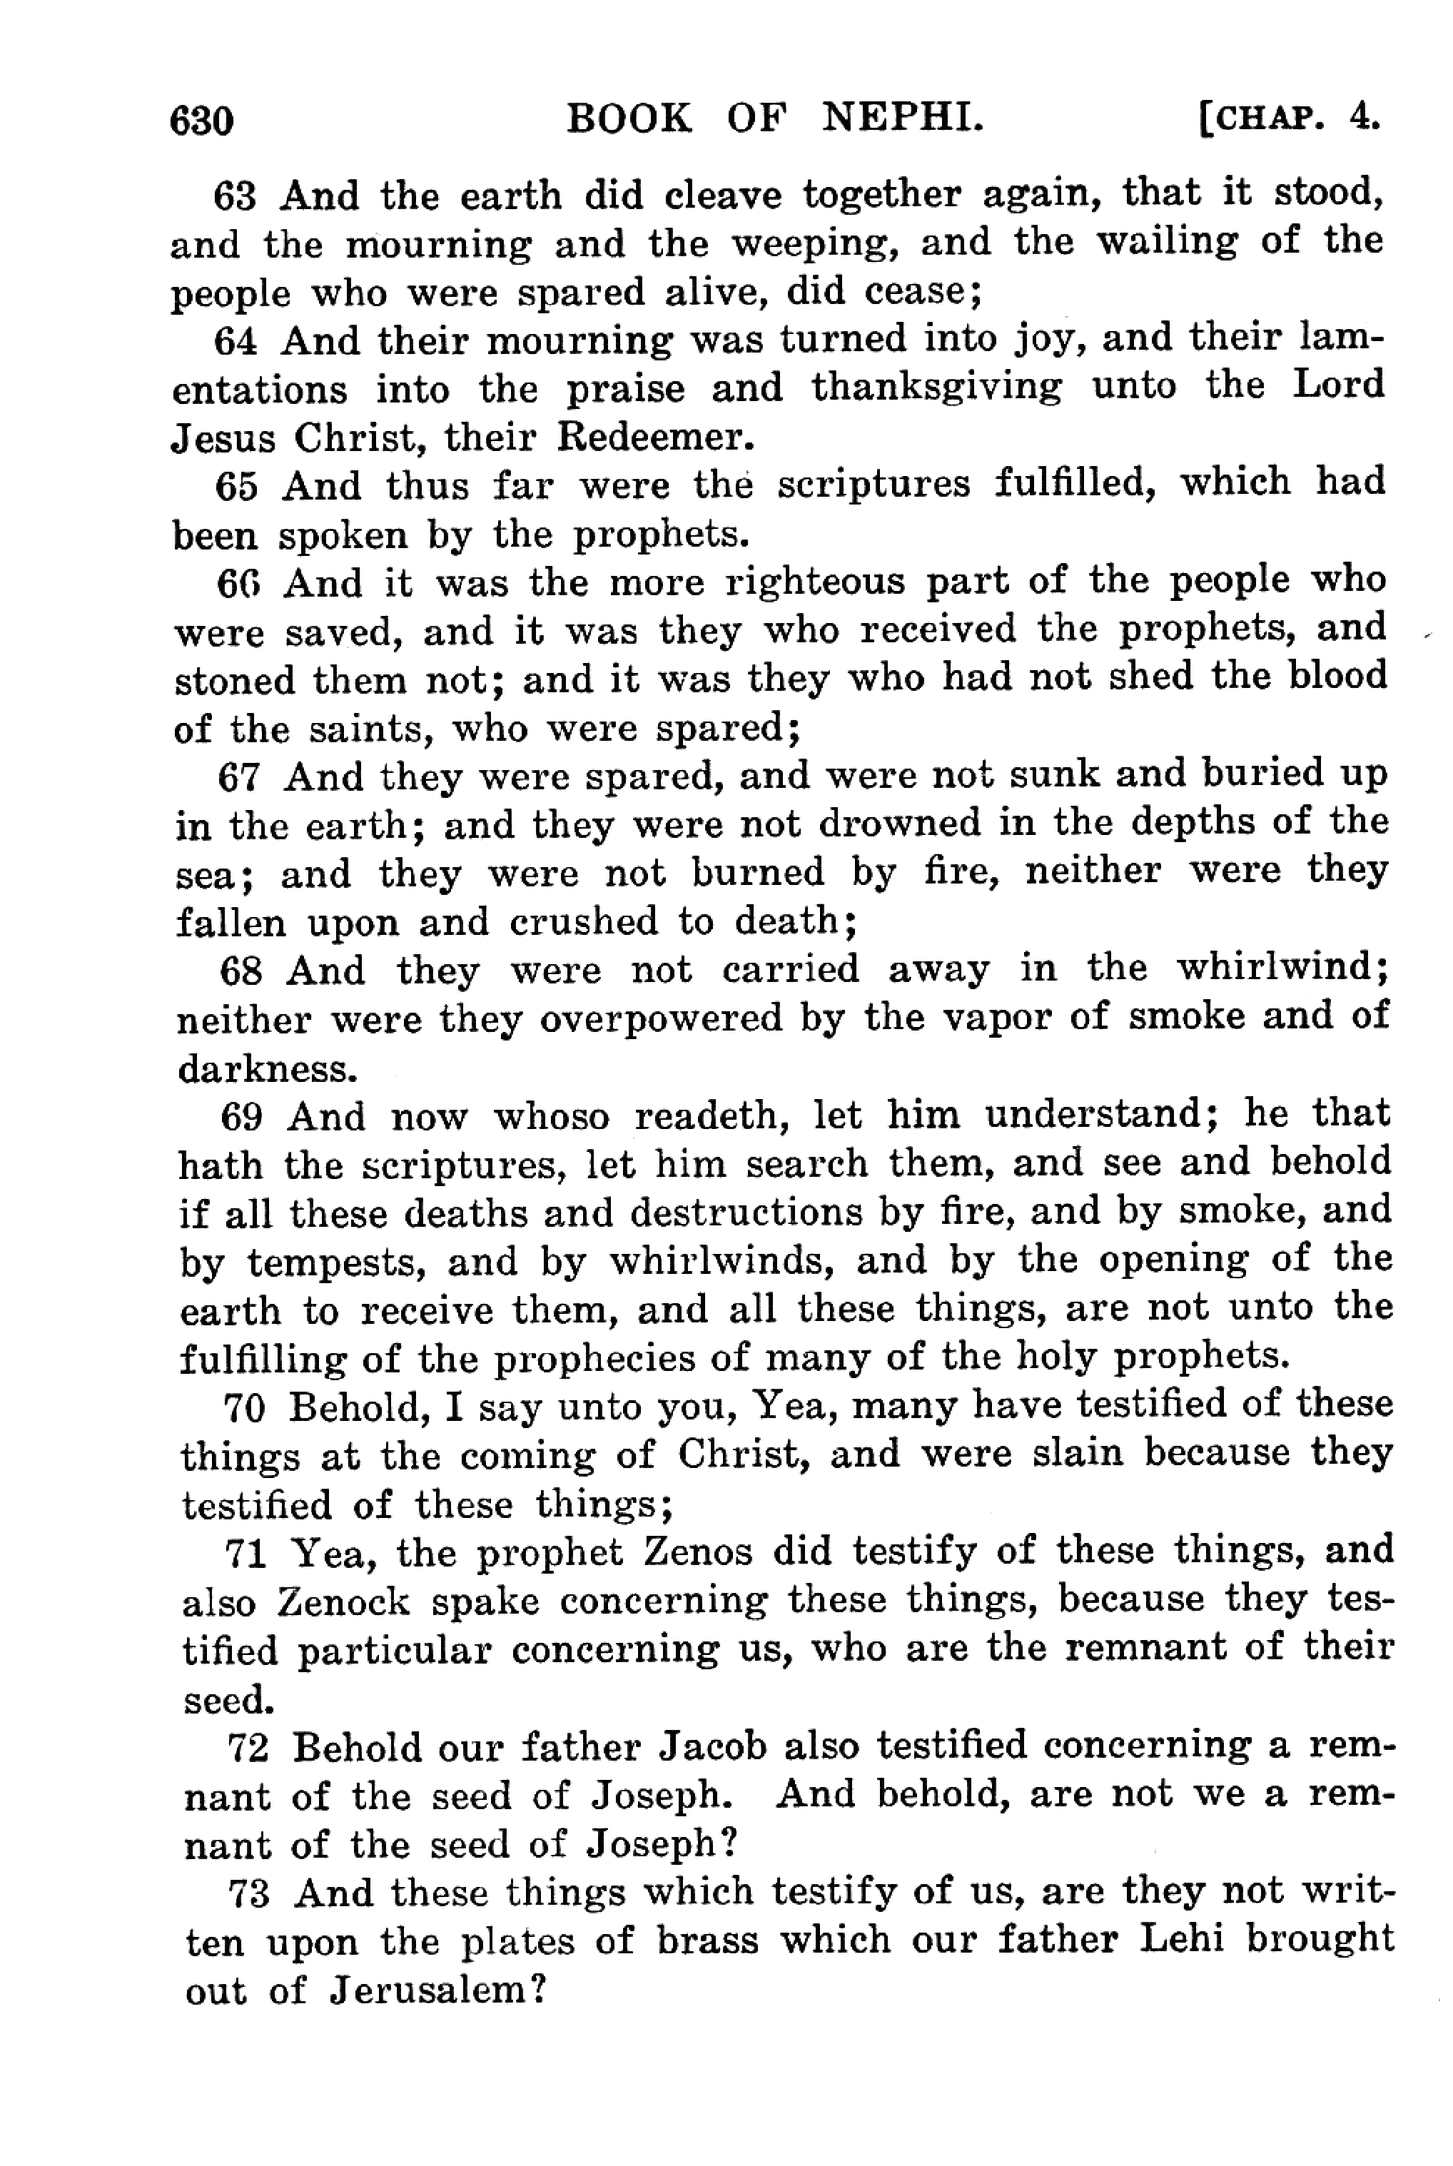 630 BOOK OF NEPHI. [CHAP. 4.
63 And the earth did cleave together again, that it stood,
and the mourning and the weeping, and the wailing of the
people who were spared alive, did cease;
64 And their mourning was turned into joy, and their lam-
entations into the praise and thanksgiving unto the Lord
Jesus Christ, their Redeemer.
65 And thus far were the scriptures fulfilled, which had
been spoken by the prophets.
66 And it was the more righteous part of the people who
were saved, and it was they who received the prophets, and
stoned them not; and it was they who had not shed the blood
of the saints, who were spared;
67 And they were spared, and were not sunk and buried up
in the earth; and they were not drowned in the depths of the
sea; and they were not burned by fire, neither were they
fallen upon and crushed to death;
68 And they were not carried away in the whirlwind;
neither were they overpowered by the vapor of smoke and of
darkness.
69 And now whoso readeth, let him understand; he that
hath the scriptures, let him search them, and see and behold
if all these deaths and destructions by fire, and by smoke, and
by tempests, and by whirlwinds, and by the opening of the
earth to receive them, and all these things, are not unto the
fulfilling of the prophecies of many of the holy prophets.
70 Behold, I say unto you, Yea, many have testified of these
things at the coming of Christ, and were slain because they
testified of these things;
71 Yea, the prophet Zenos did testify of these things, and
also Zenock spake concerning these things, because they tes-
tified particular concerning us, who are the remnant of their
seed.
72 Behold our father Jacob also testified concerning a rem-
nant of the seed of Joseph. And behold, are not we a rem-
nant of the seed of Joseph?
73 And these things which testify of us, are they not writ-
ten upon the plates of brass which our father Lehi brought
out of Jerusalem?